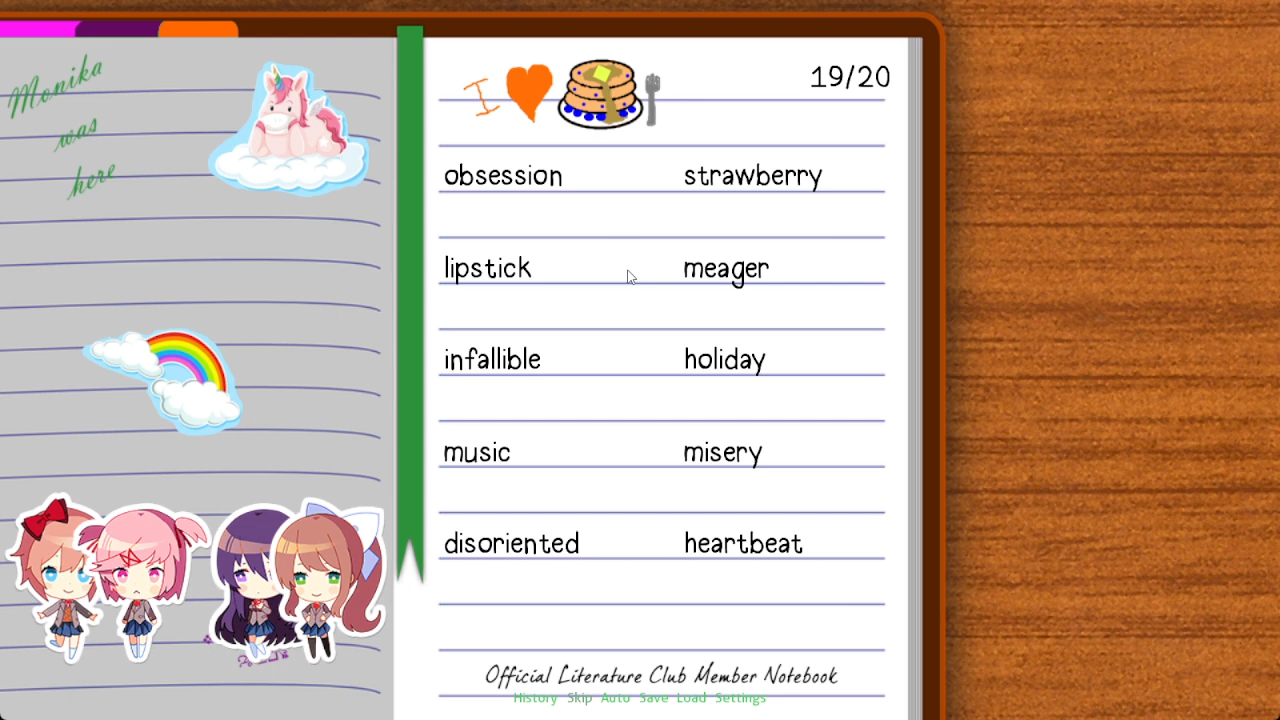 Monika
was
here
I
19/20
obsession strawberry
lipstick meager
infallible holiday
music misery
disoriented heartbeat
Official Literature Club Member Notebook
History Skip Auto Save Load Settings